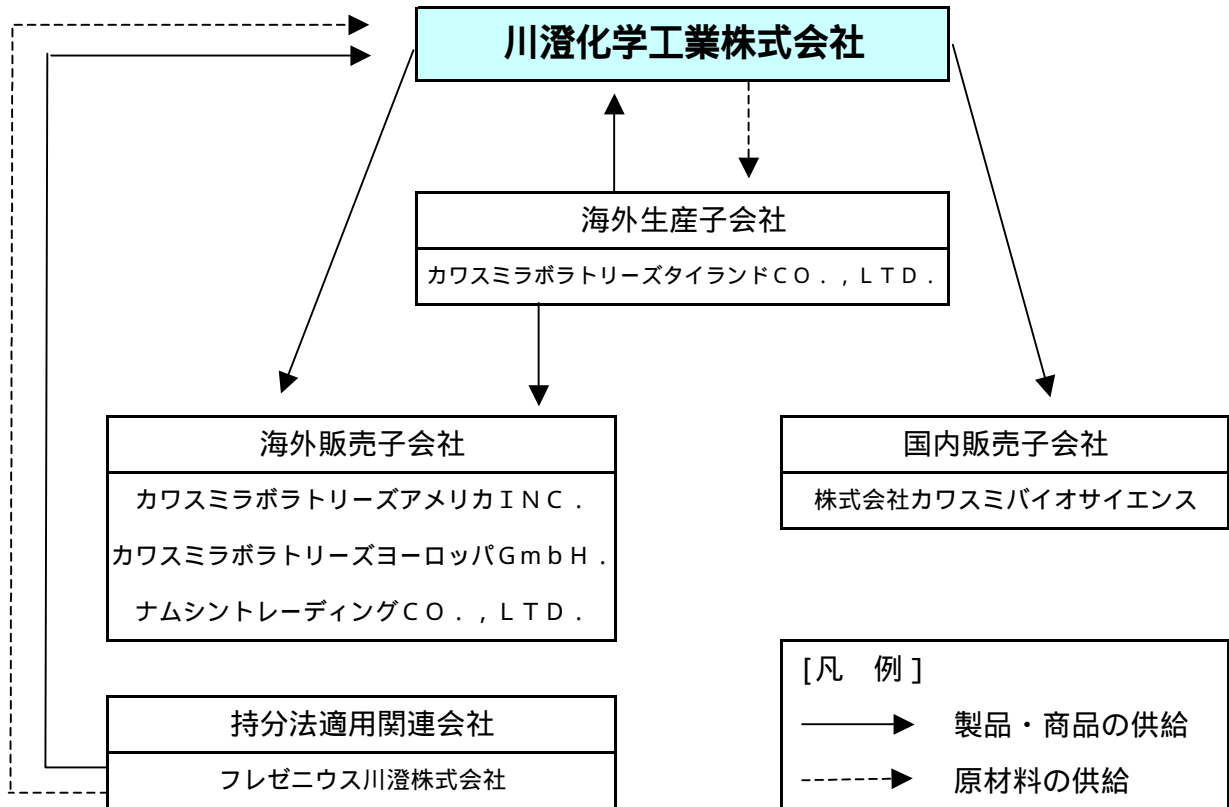 川澄化学工業株式会社
海外生産子会社
カワスミラボラトリーズタイランドＣＯ．，ＬＴＤ．
海外販売子会社
カワスミラボラトリーズアメリカＩＮＣ．
カワスミラボラトリーズヨーロッパＧｍｂＨ．
ナムシントレーディングＣＯ．，ＬＴＤ．
国内販売子会社
株式会社カワスミバイオサイエンス
持分法適用関連会社
フレゼニウス川澄株式会社
[凡　例]
製品・商品の供給
原材料の供給